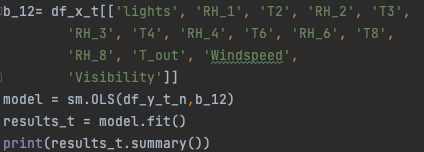 b_12= df_x_t[['lights', 'RH_1', 'T2', 'RH_2', 'T3',
'RH_3', 'T4', 'RH_4', 'T6', 'RH_6', 'T8',
'RH_8', 'T_out', 'Windspeed',
'Visibility']]
model = sm.OLS(df_y_t_n,b_12)
results_t = model.fit()
print(results_t.summary())